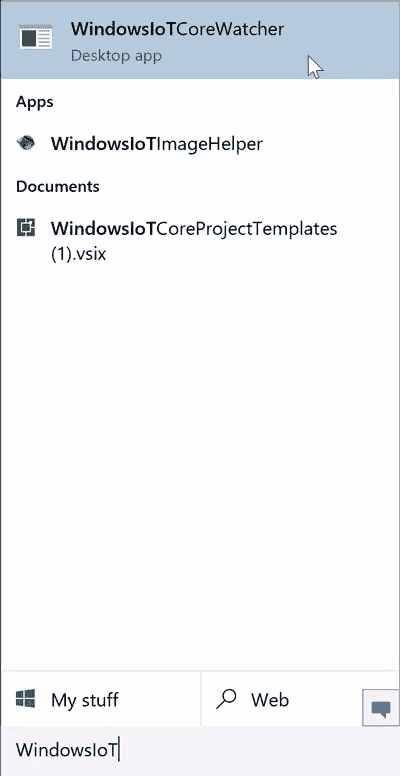 WindowsIoTCoreWatcher
Desktop app
Apps
WindowsIoTImageHelper
Documents
WindowsIoTCoreProjectTemplates
(1).vsix
My stuff
Web
WindowsIoT